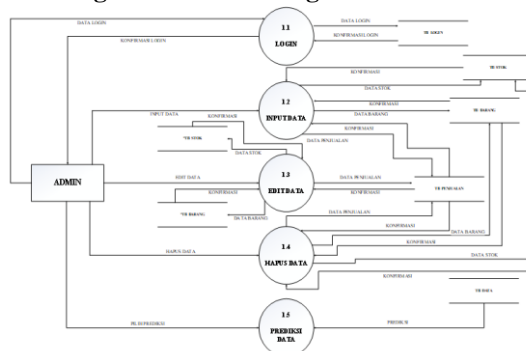 DATA LOGIN
KONFIRMASI LOGIN
1.1
LOGIN
DATA LOGIN
KONFIRMASI LOGIN
TB LOGIN
KONFIRMASI
TB STOK
DATA STOK
1.2
INPUT DATA
KONFIRMASI
DATA BARANG
TB BARANG
INPUT DATA
KONFIRMASI
TB STOK
DATA STOK
KONFIRMASI
DATA PENJUALAN
ADMIN
EDIT DATA
1.3
EDIT DATA
DATA PENJUALAN
KONFIRMASI
TB PENJUALAN
KONFIRMASI
TB BARANG
DATA BARANG
DATA PENJUALAN
KONFIRMASI
DATA BARANG
HAPUS DATA
1.4
HAPUS DATA
KONFIRMASI
DATA STOK
KONFIRMASI
TB DATA
1.5
PREDIKSI
DATA